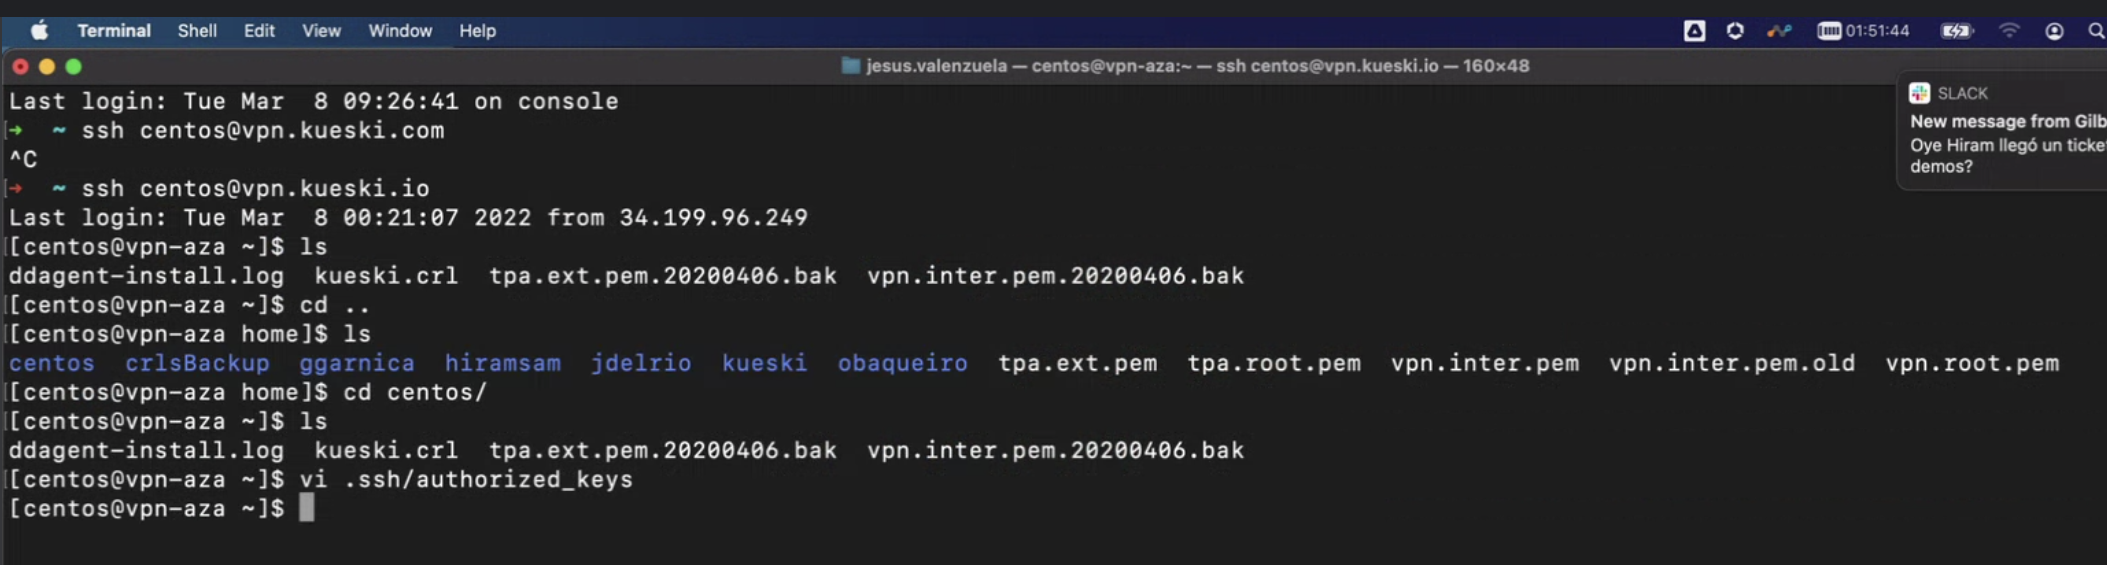 Terminal Shell Edit View Window Help 01:51:44
jesus.valenzuela — centos@vpn-aza:~ — ssh centos@vpn.kueski.io — 160×48
SLACK
New message from Gilb
Oye Hiram llegó un ticke
demos?
Last login: Tue Mar  8 09:26:41 on console
→ ~ ssh centos@vpn.kueski.com
^C
→ ~ ssh centos@vpn.kueski.io
Last login: Tue Mar  8 00:21:07 2022 from 34.199.96.249
[centos@vpn-aza ~]$ ls
ddagent-install.log  kueski.crl  tpa.ext.pem.20200406.bak  vpn.inter.pem.20200406.bak
[centos@vpn-aza ~]$ cd ..
[centos@vpn-aza home]$ ls
centos  crlsBackup  ggarnica  hiramsam  jdelrio  kueski  obaqueiro  tpa.ext.pem  tpa.root.pem  vpn.inter.pem  vpn.inter.pem.old  vpn.root.pem
[centos@vpn-aza home]$ cd centos/
[centos@vpn-aza ~]$ ls
ddagent-install.log  kueski.crl  tpa.ext.pem.20200406.bak  vpn.inter.pem.20200406.bak
[centos@vpn-aza ~]$ vi .ssh/authorized_keys
[centos@vpn-aza ~]$